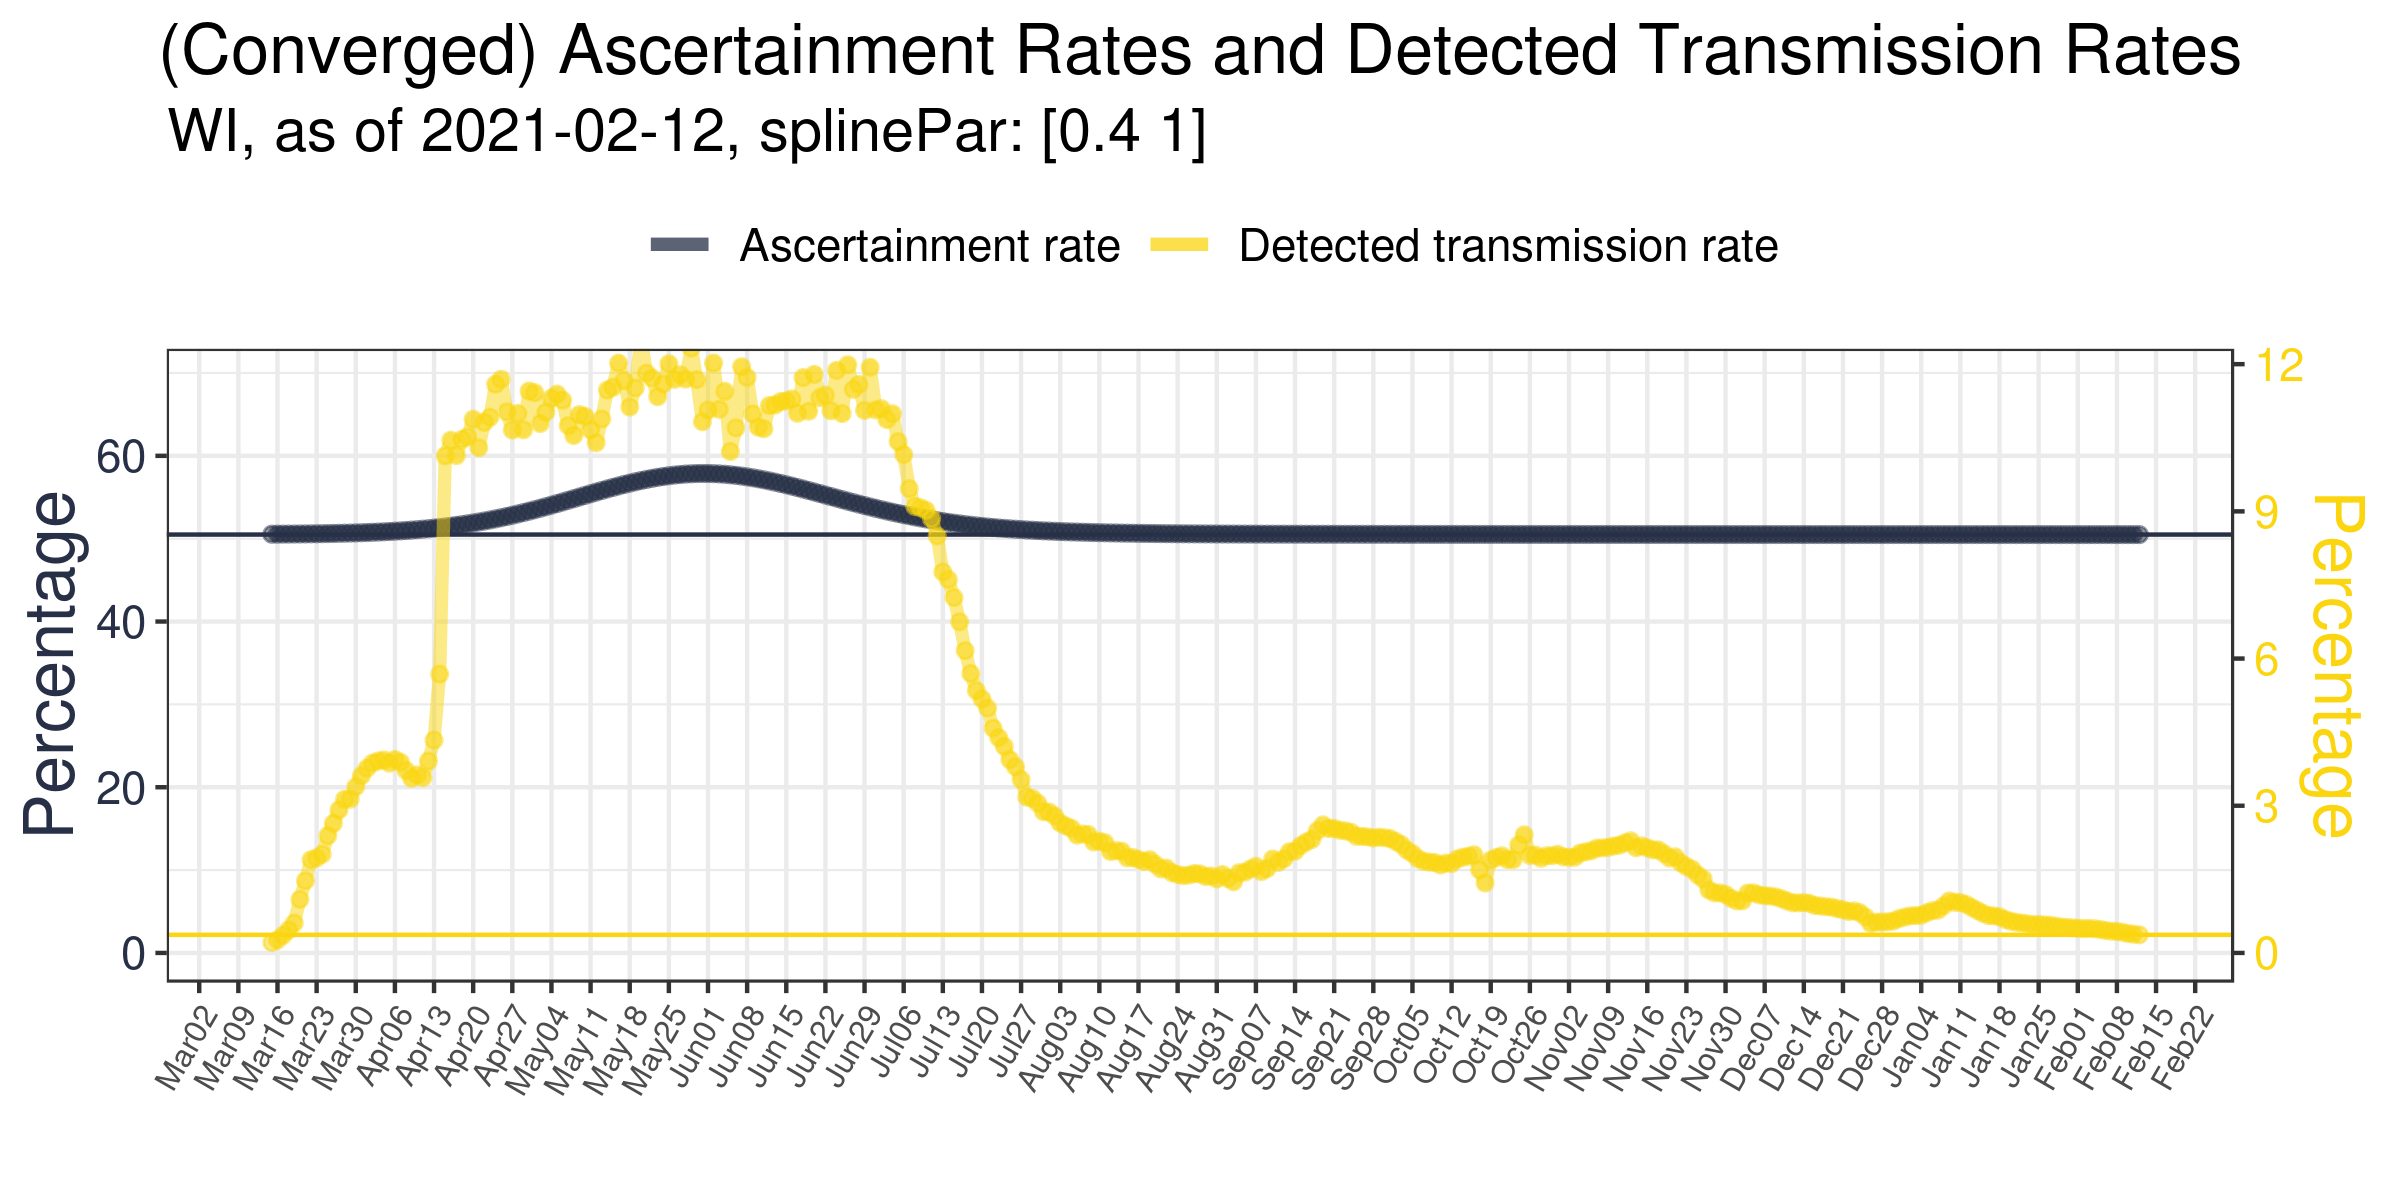 (Converged) Ascertainment Rates and Detected Transmission Rates
WI, as of 2021-02-12, splinePar: [0.4 1]
Ascertainment rate
Detected transmission rate
Percentage
60
40
20
0
12
9
6
3
0
Percentage
Mar02
Mar09
Mar16
Mar23
Mar30
Apr06
Apr13
Apr20
Apr27
May04
May11
May18
May25
Jun01
Jun08
Jun15
Jun22
Jun29
Jul06
Jul13
Jul20
Jul27
Aug03
Aug10
Aug17
Aug24
Aug31
Sep07
Sep14
Sep21
Sep28
Oct05
Oct12
Oct19
Oct26
Nov02
Nov09
Nov16
Nov23
Nov30
Dec07
Dec14
Dec21
Dec28
Jan04
Jan11
Jan18
Jan25
Feb01
Feb08
Feb15
Feb22